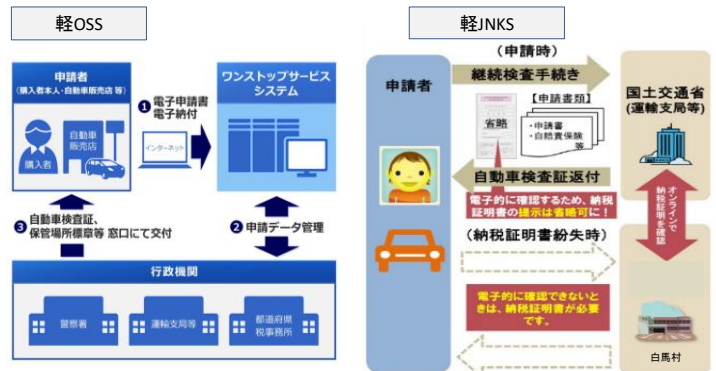 軽OSS
申請者
(購入者本人・自動車販売店 等)
購入者
自動車
販売店
❶電子申請書
電子納付
インターネット
ワンストップサービス
システム
❸自動車検査証、
保管場所標章等 窓口にて交付
❷申請データ管理
行政機関
警察署
運輸支局等
都道府県
税事務所
軽JNKS
申請者
(申請時)
継続検査手続き
省略
【申請書類】
・申請書
・自賠責保険
等
自動車検査証返付
電子的に確認するため、納税
証明書の提示は省略可に!
(納税証明書紛失時)
電子的に確認できないと
きは、納税証明書が必要
です。
国土交通省
(運輸支局等)
オンラインで
納税証明を確認
白馬村